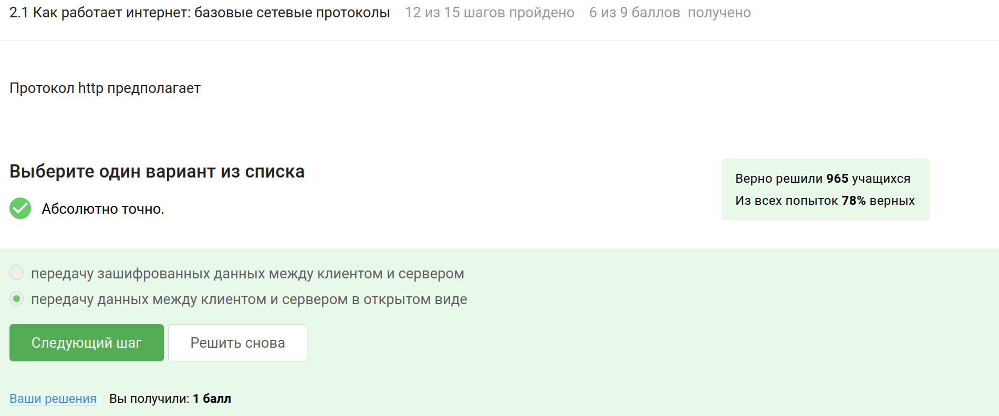 2.1 Как работает интернет: базовые сетевые протоколы 12 из 15 шагов пройдено 6 из 9 баллов получено
Протокол http предполагает
Выберите один вариант из списка
Абсолютно точно.
Верно решили 965 учащихся
Из всех попыток 78% верных
передачу зашифрованных данных между клиентом и сервером
передачу данных между клиентом и сервером в открытом виде
Следующий шаг Решить снова
Ваши решения Вы получили: 1 балл